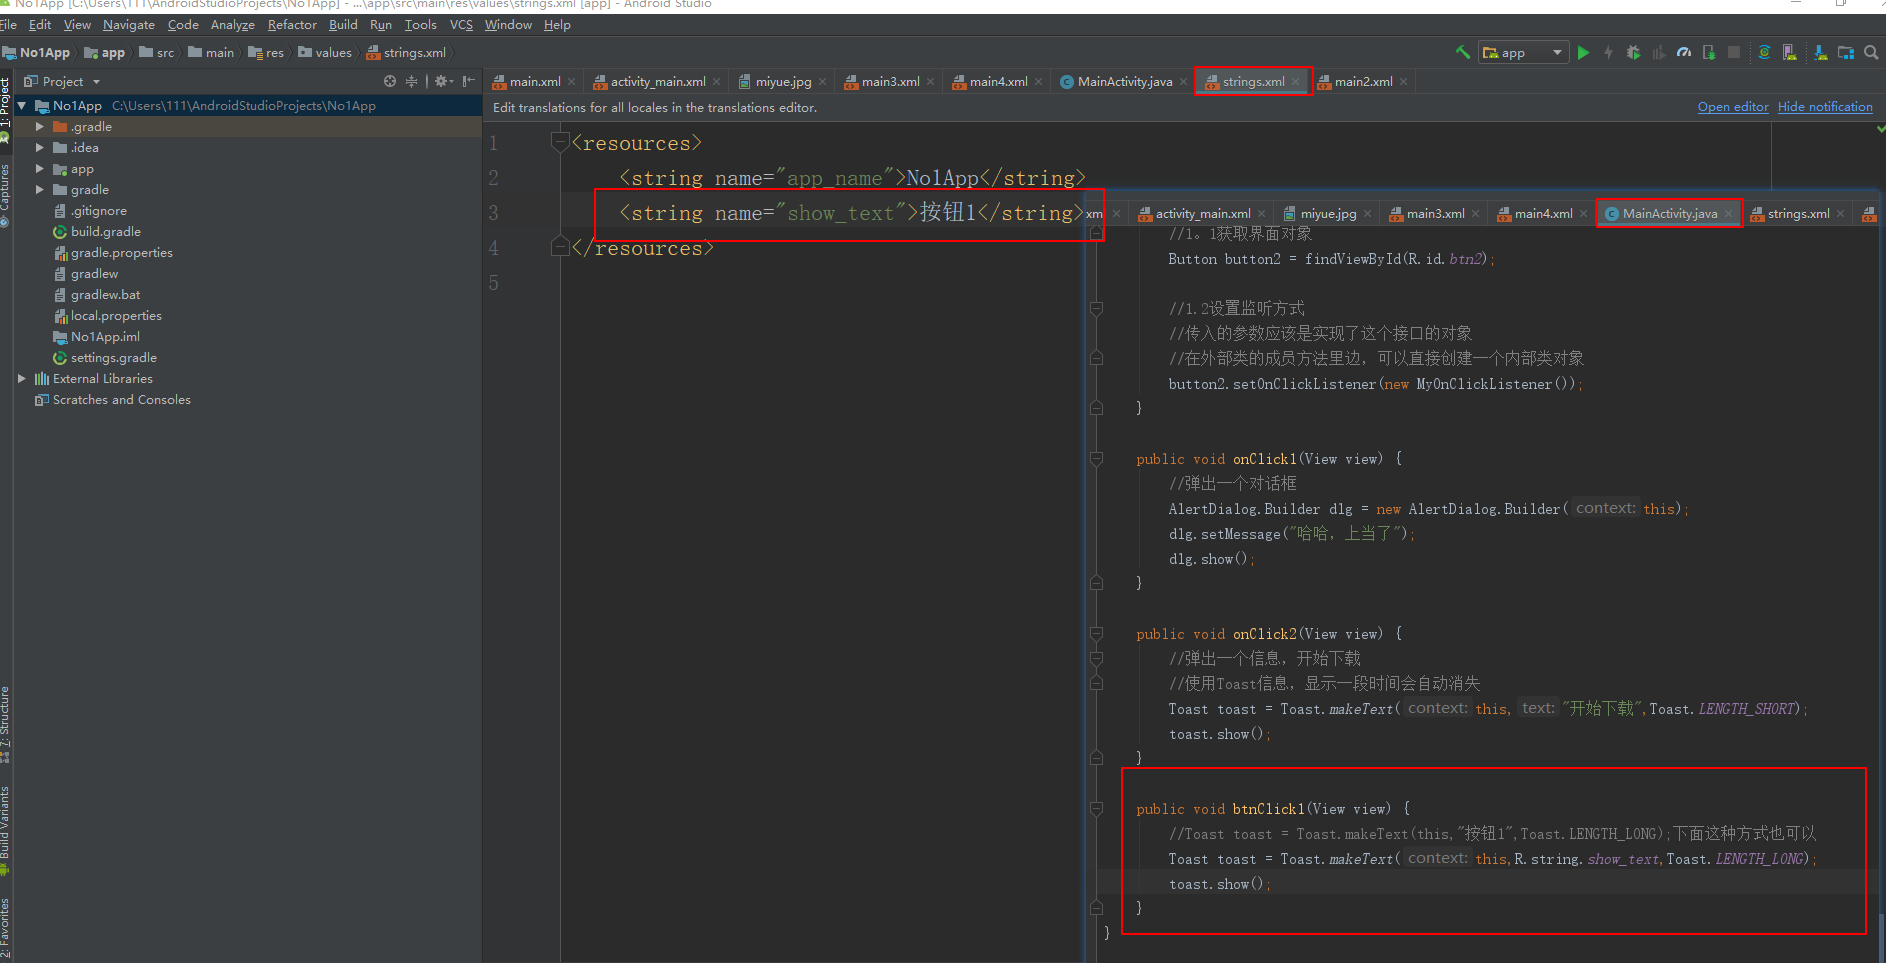 No1App [C:\Users\111\AndroidStudioProjects\No1App] - ...\app\src\main\res\values\strings.xml [app] - Android Studio
File Edit View Navigate Code Analyze Refactor Build Run Tools VCS Window Help
No1App app src main res values strings.xml
app
Project
main.xml activity_main.xml miyue.jpg main3.xml main4.xml MainActivity.java strings.xml main2.xml
Edit translations for all locales in the translations editor.
Open editor Hide notification
1: Project
Captures
7: Structure
Build Variants
2: Favorites
No1App C:\Users\111\AndroidStudioProjects\No1App
.gradle
.idea
app
gradle
.gitignore
build.gradle
gradle.properties
gradlew
gradlew.bat
local.properties
No1App.iml
settings.gradle
External Libraries
Scratches and Consoles
1 <resources>
2 <string name="app_name">No1App</string>
3 <string name="show_text">按钮1</string>
4 </resources>
5
xml activity_main.xml miyue.jpg main3.xml main4.xml MainActivity.java strings.xml
//1。1获取界面对象
Button button2 = findViewById(R.id.btn2);
//1.2设置监听方式
//传入的参数应该是实现了这个接口的对象
//在外部类的成员方法里边，可以直接创建一个内部类对象
button2.setOnClickListener(new MyOnClickListener());
}
public void onClick1(View view) {
//弹出一个对话框
AlertDialog.Builder dlg = new AlertDialog.Builder( context: this);
dlg.setMessage("哈哈，上当了");
dlg.show();
}
public void onClick2(View view) {
//弹出一个信息，开始下载
//使用Toast信息，显示一段时间会自动消失
Toast toast = Toast.makeText( context: this, text: "开始下载",Toast.LENGTH_SHORT);
toast.show();
}
public void btnClick1(View view) {
//Toast toast = Toast.makeText(this,"按钮1",Toast.LENGTH_LONG);下面这种方式也可以
Toast toast = Toast.makeText( context: this,R.string.show_text,Toast.LENGTH_LONG);
toast.show();
}
}